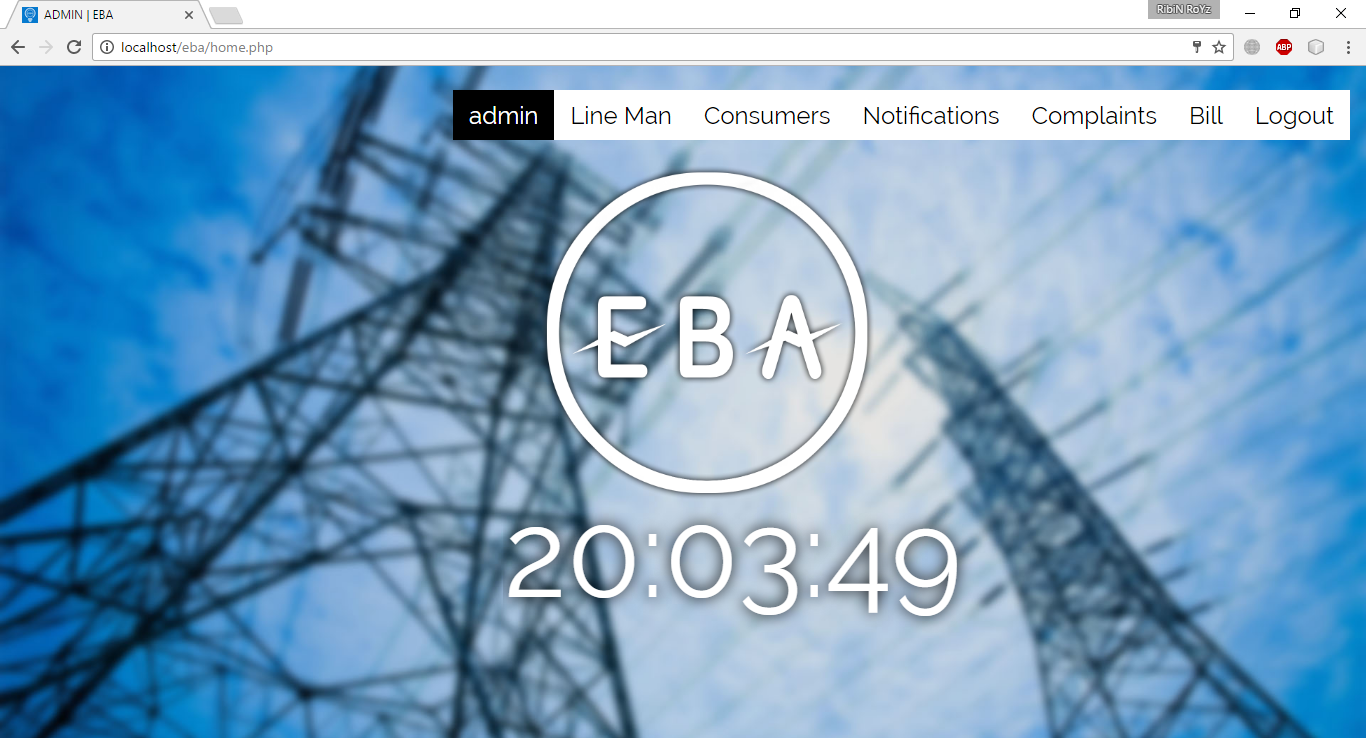 ADMIN | EBA
RibiN RoYz
localhost/eba/home.php
ABP
admin Line Man Consumers Notifications Complaints Bill Logout
EBA
20:03:49